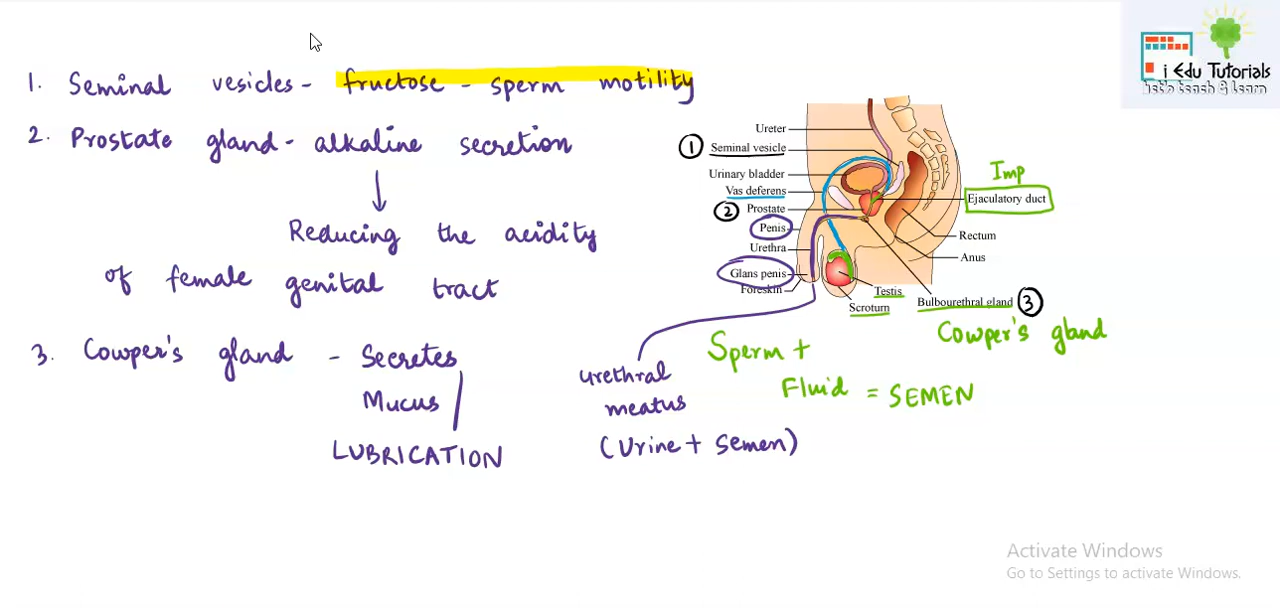 1. Seminal vesicles - fructose - sperm motility
2. Prostate gland - alkaline secretion
Reducing the acidity
of female genital tract
3. Cowper's gland - Secretes
Mucus
LUBRICATION
i Edu Tutorials
let's teach & learn
Ureter
1 Seminal vesicle
Urinary bladder
Vas deferens
2 Prostate
Penis
Urethra
Glans penis
Foreskin
Imp
Ejaculatory duct
Rectum
Anus
Testis
Scrotum
Bulbourethral gland 3
Cowper's gland
Sperm +
Fluid = SEMEN
urethral
meatus
(Urine + Semen)
Activate Windows
Go to Settings to activate Windows.